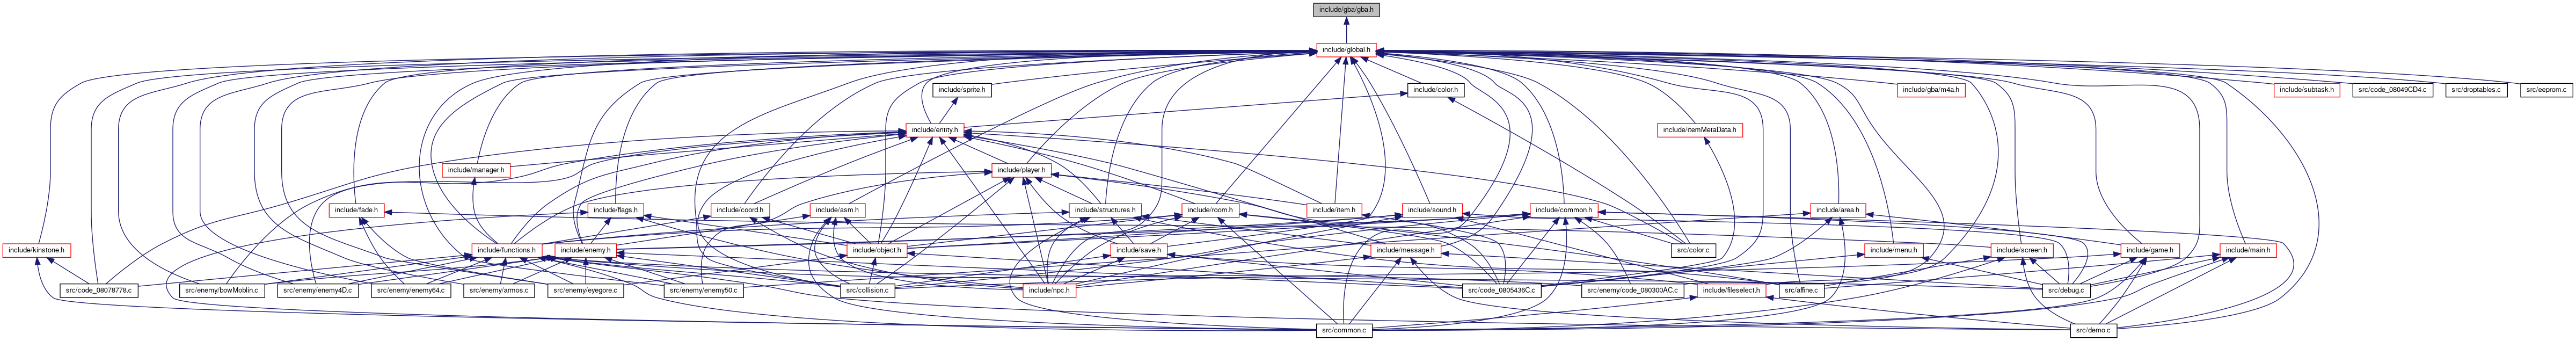 include/gba/gba.h
include/global.h
include/sprite.h
include/color.h
include/gba/m4a.h
include/subtask.h
src/code_08049CD4.c
src/droptables.c
src/eeprom.c
include/entity.h
include/itemMetaData.h
include/manager.h
include/player.h
include/fade.h
include/flags.h
include/coord.h
include/asm.h
include/structures.h
include/room.h
include/item.h
include/sound.h
include/common.h
include/area.h
include/kinstone.h
include/functions.h
include/enemy.h
include/object.h
include/save.h
include/message.h
src/color.c
include/menu.h
include/screen.h
include/game.h
include/main.h
src/code_08078778.c
src/enemy/bowMoblin.c
src/enemy/enemy4D.c
src/enemy/enemy64.c
src/enemy/armos.c
src/enemy/eyegore.c
src/enemy/enemy50.c
src/collision.c
include/npc.h
src/code_0805436C.c
src/enemy/code_080300AC.c
include/fileselect.h
src/affine.c
src/debug.c
src/common.c
src/demo.c